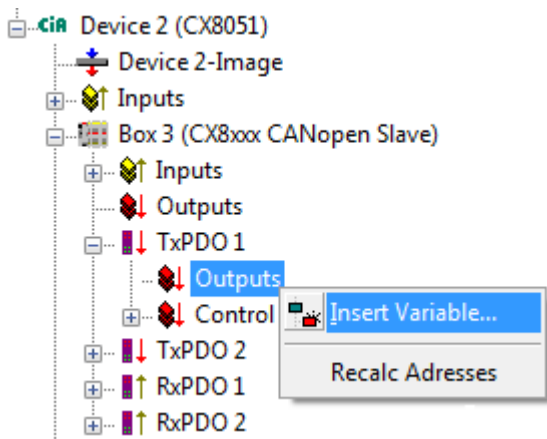 CiA Device 2 (CX8051)
Device 2-Image
Inputs
Box 3 (CX8xxx CANopen Slave)
Inputs
Outputs
TxPDO 1
Outputs
Insert Variable...
Control
TxPDO 2
Recalc Adresses
RxPDO 1
RxPDO 2